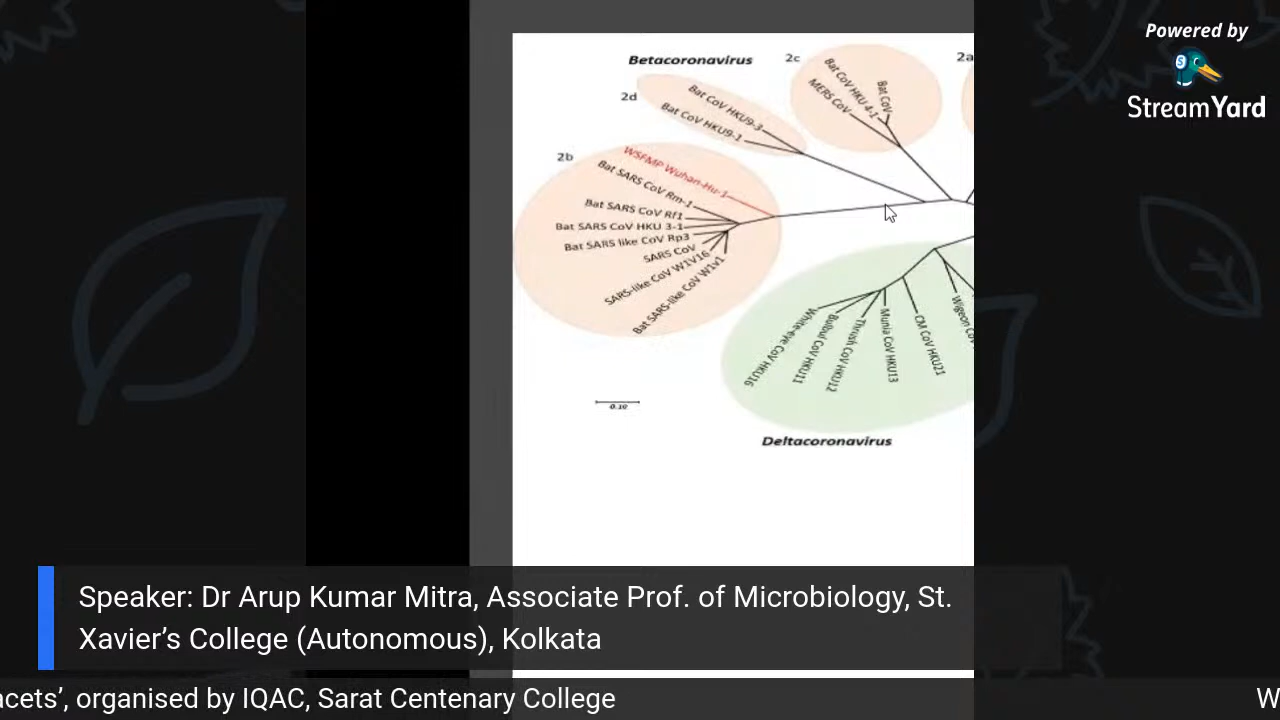 Powered by
StreamYard
Betacoronavirus
2c
2a
2d
Bat CoV HKU9-3
Bat CoV HKU9-1
MERS CoV
Bat CoV HKU 4-1
Bat CoV
2b
WSFMP Wuhan-Hu-1
Bat SARS CoV Rm-1
Bat SARS CoV Rf1
Bat SARS CoV HKU 3-1
Bat SARS like CoV Rp3
SARS CoV
SARS-like CoV W1V16
Bat SARS-like CoV W1v1
White-eye CoV HKU16
Bulbul CoV HKU11
Thrush CoV HKU12
Munia CoV HKU13
CM CoV HKU21
Wigeon CoV
0.10
Deltacoronavirus
Speaker: Dr Arup Kumar Mitra, Associate Prof. of Microbiology, St.
Xavier’s College (Autonomous), Kolkata
acets’, organised by IQAC, Sarat Centenary College
W